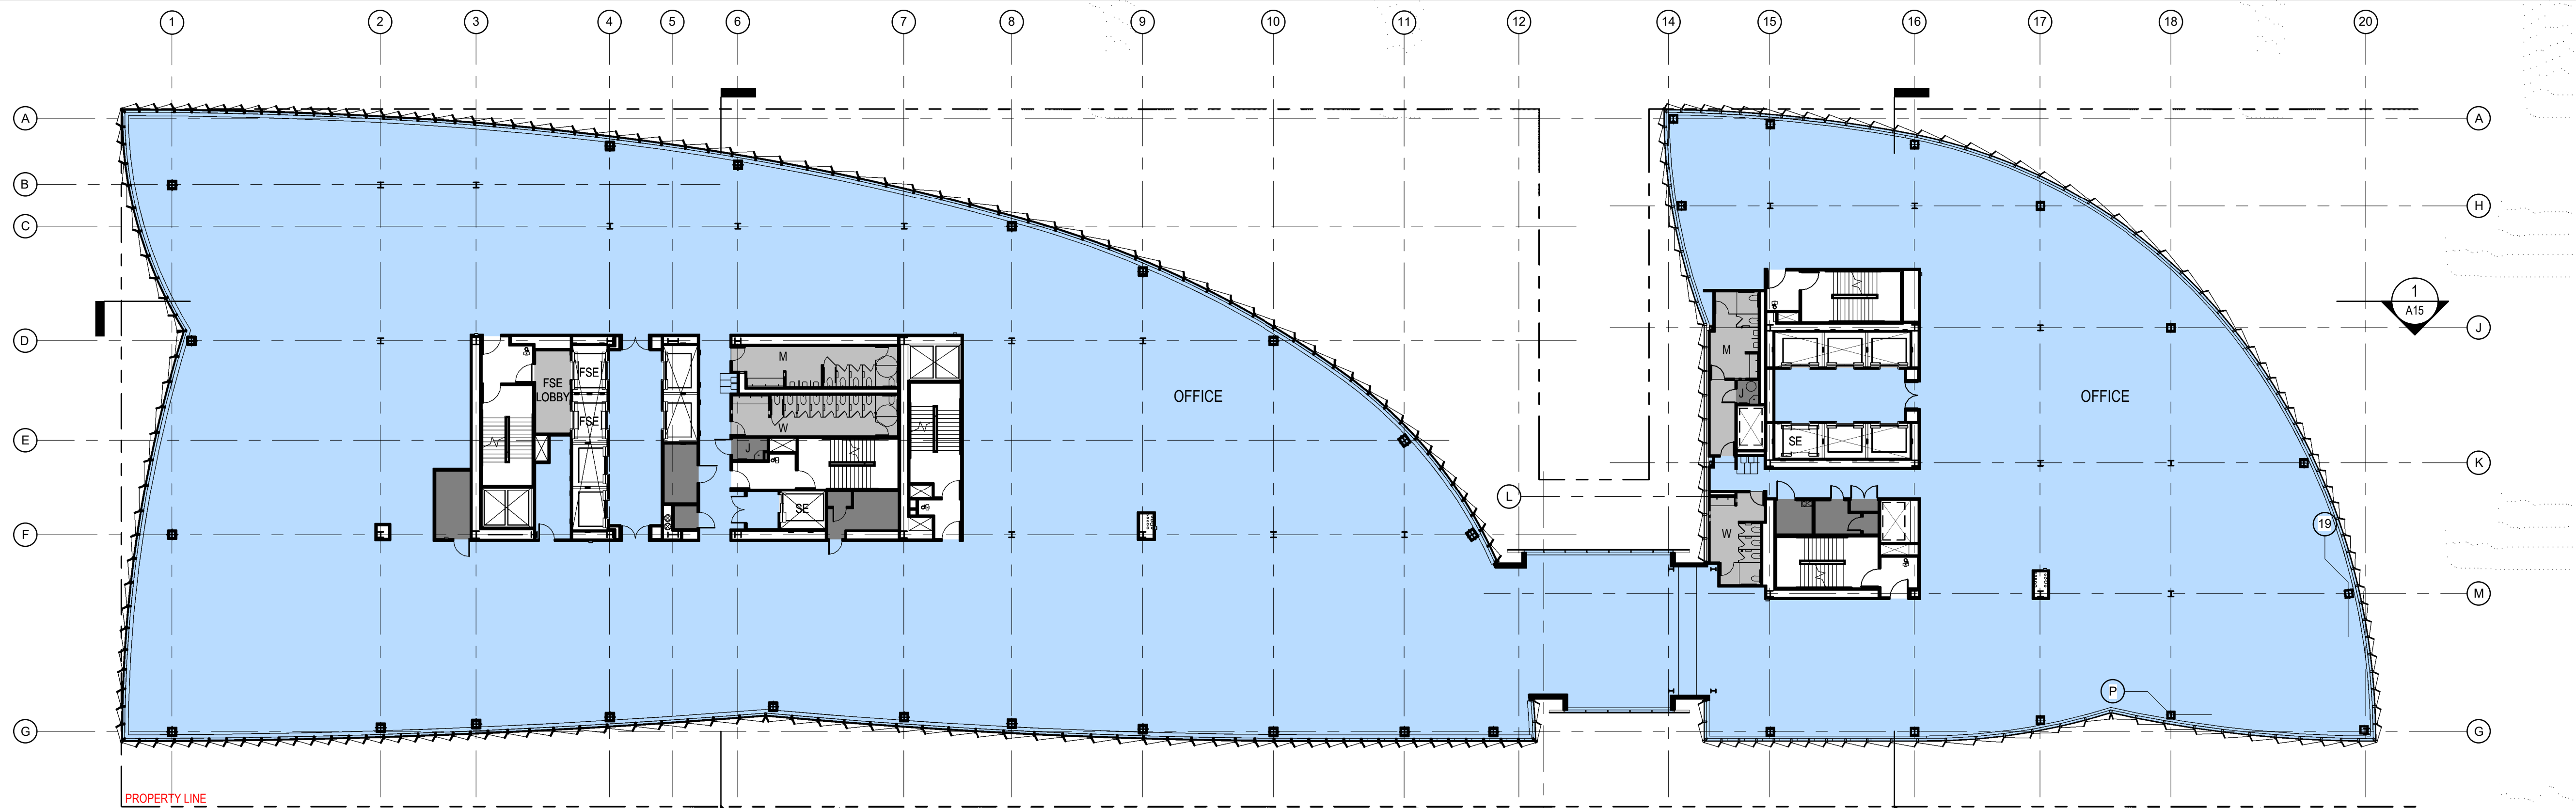 1 2 3 4 5 6 7 8 9 10 11 12 14 15 16 17 18 20
A A
B
C
H
D
J
E
K
L
F
M
G G
19
P
1
A15
M
FSE
FSE
LOBBY
FSE
W
J
SE
OFFICE
M
J
SE
W
OFFICE
PROPERTY LINE